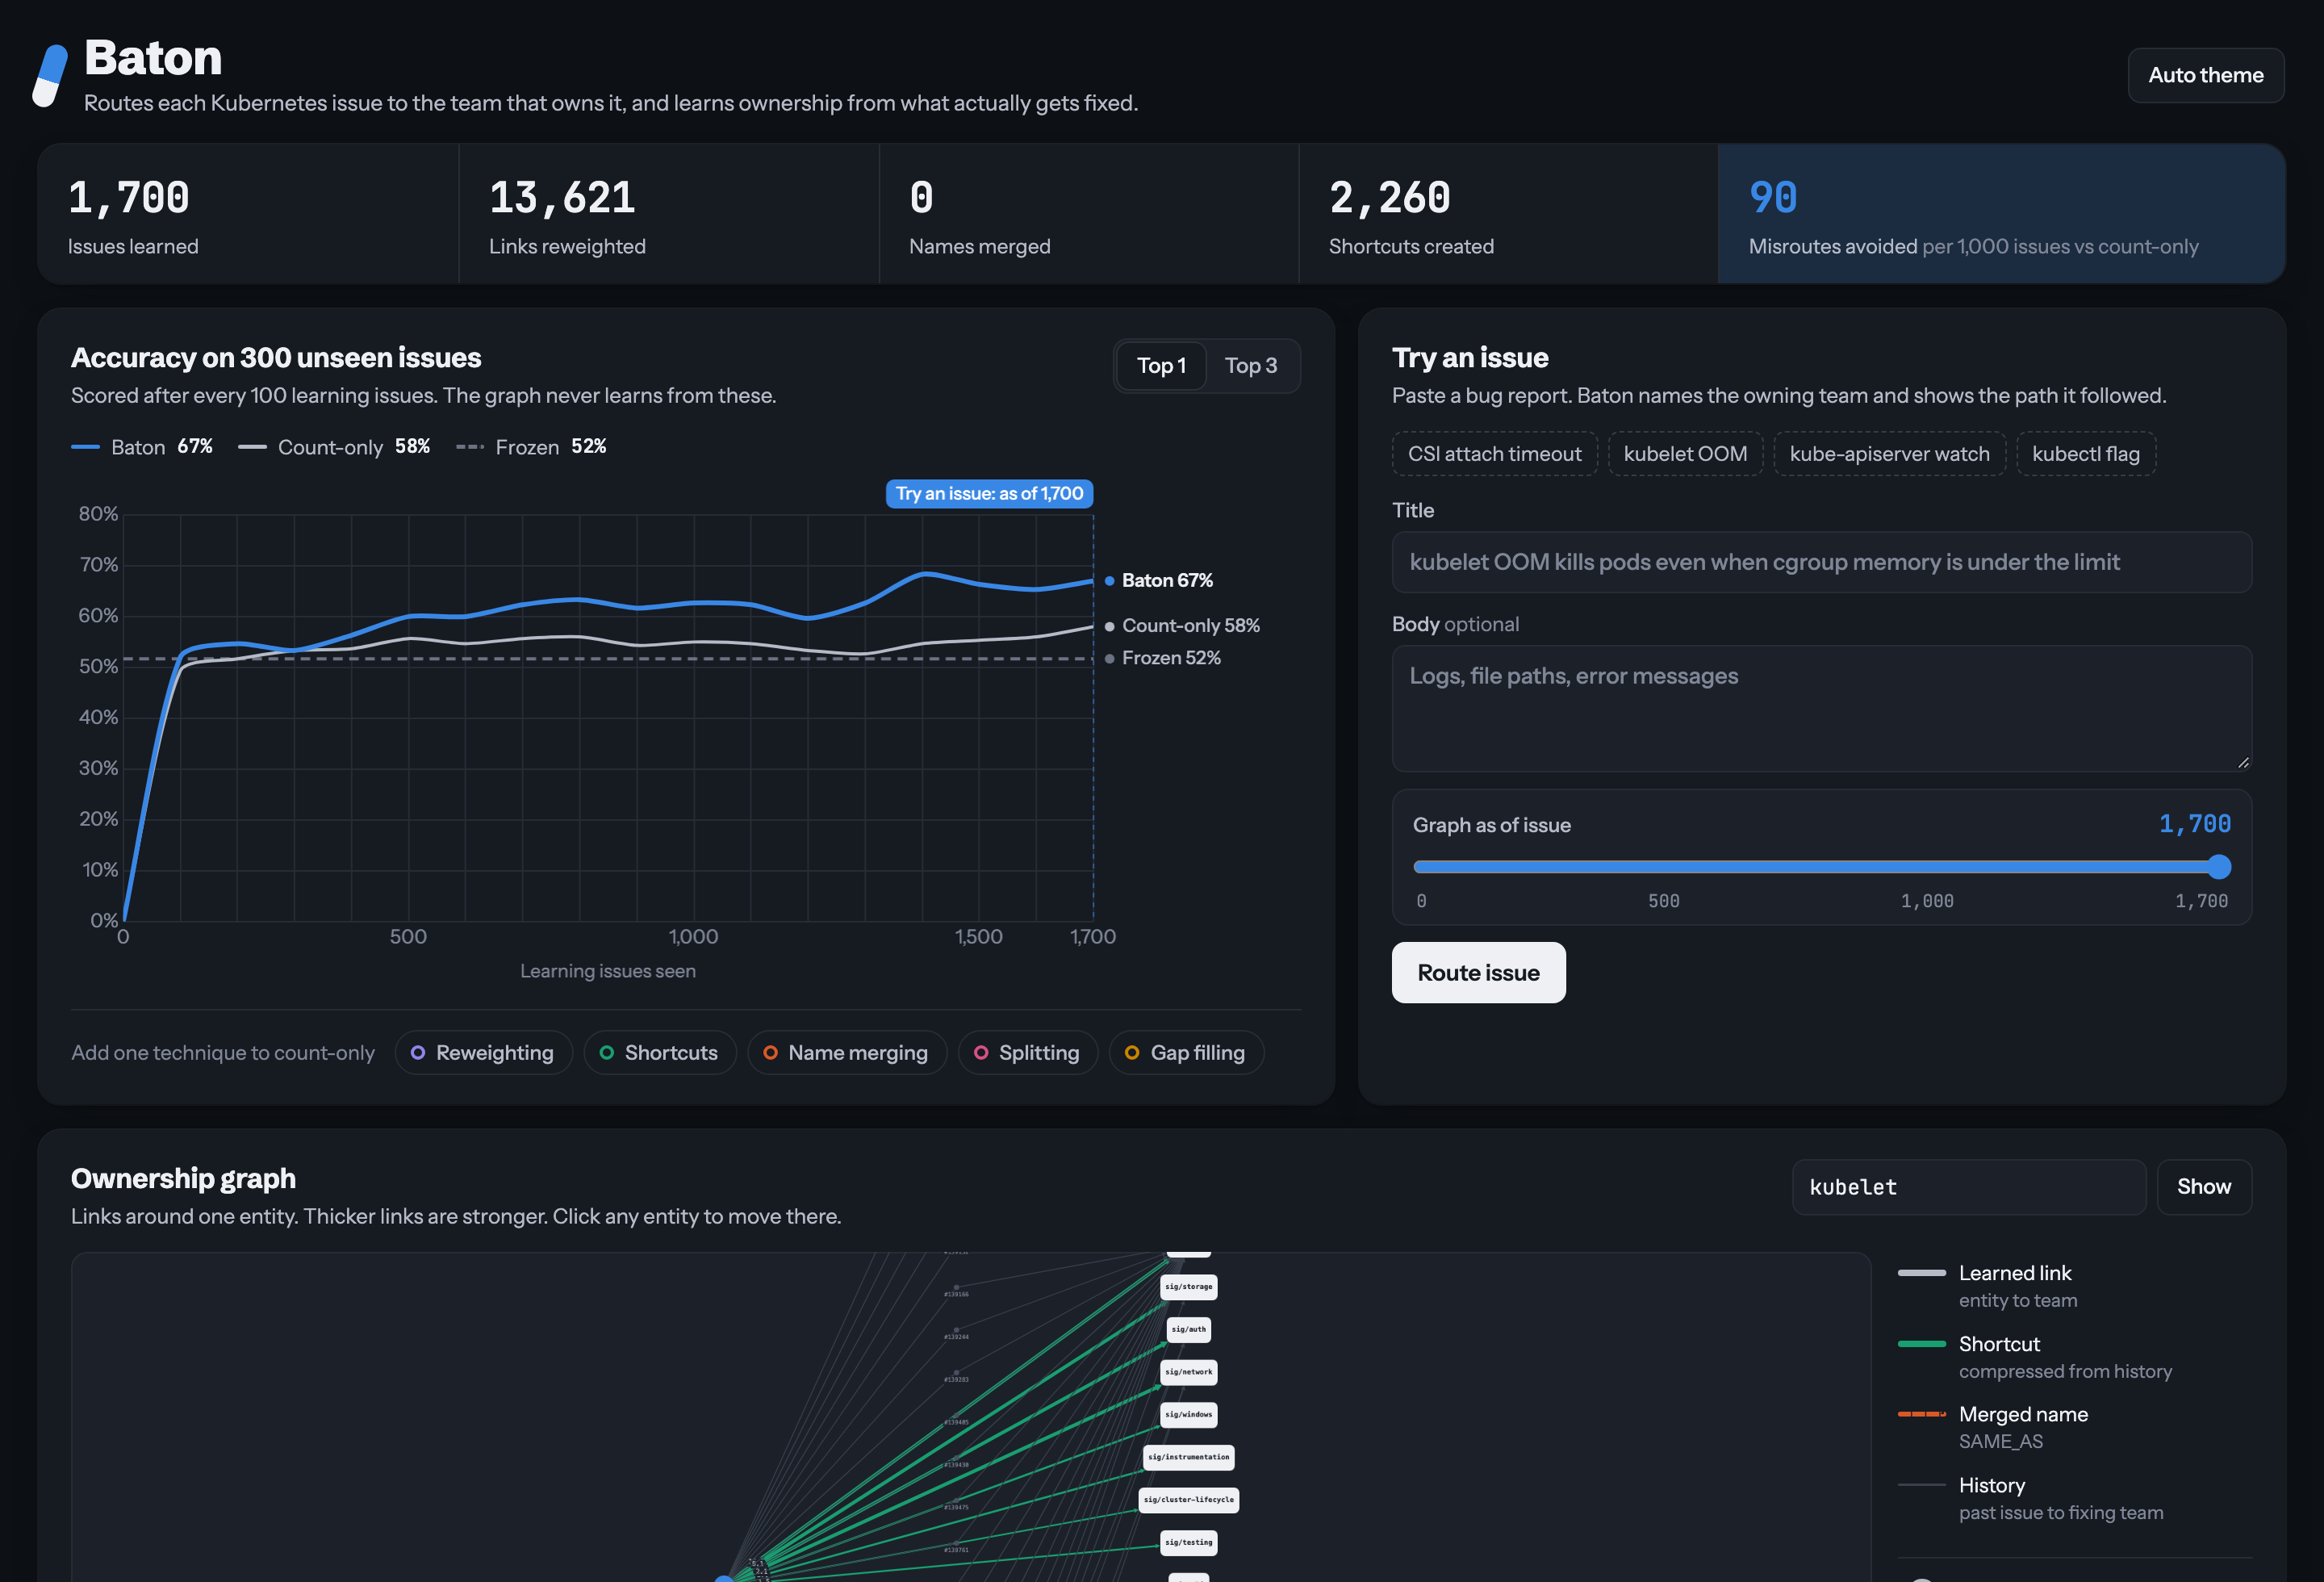 Baton
Routes each Kubernetes issue to the team that owns it, and learns ownership from what actually gets fixed.
Auto theme
1,700
Issues learned
13,621
Links reweighted
0
Names merged
2,260
Shortcuts created
90
Misroutes avoided per 1,000 issues vs count-only
Accuracy on 300 unseen issues
Scored after every 100 learning issues. The graph never learns from these.
Top 1
Top 3
Baton 67%
Count-only 58%
Frozen 52%
Try an issue: as of 1,700
80%
70%
60%
50%
40%
30%
20%
10%
0%
Baton 67%
Count-only 58%
Frozen 52%
0
500
1,000
1,500
1,700
Learning issues seen
Add one technique to count-only
Reweighting
Shortcuts
Name merging
Splitting
Gap filling
Try an issue
Paste a bug report. Baton names the owning team and shows the path it followed.
CSI attach timeout
kubelet OOM
kube-apiserver watch
kubectl flag
Title
kubelet OOM kills pods even when cgroup memory is under the limit
Body optional
Logs, file paths, error messages
Graph as of issue
1,700
0
500
1,000
1,700
Route issue
Ownership graph
Links around one entity. Thicker links are stronger. Click any entity to move there.
kubelet
Show
#139166
#139244
#139283
#139405
#139430
#139475
#139761
sig/storage
sig/auth
sig/network
sig/windows
sig/instrumentation
sig/cluster-lifecycle
sig/testing
Learned link
entity to team
Shortcut
compressed from history
Merged name
SAME_AS
History
past issue to fixing team